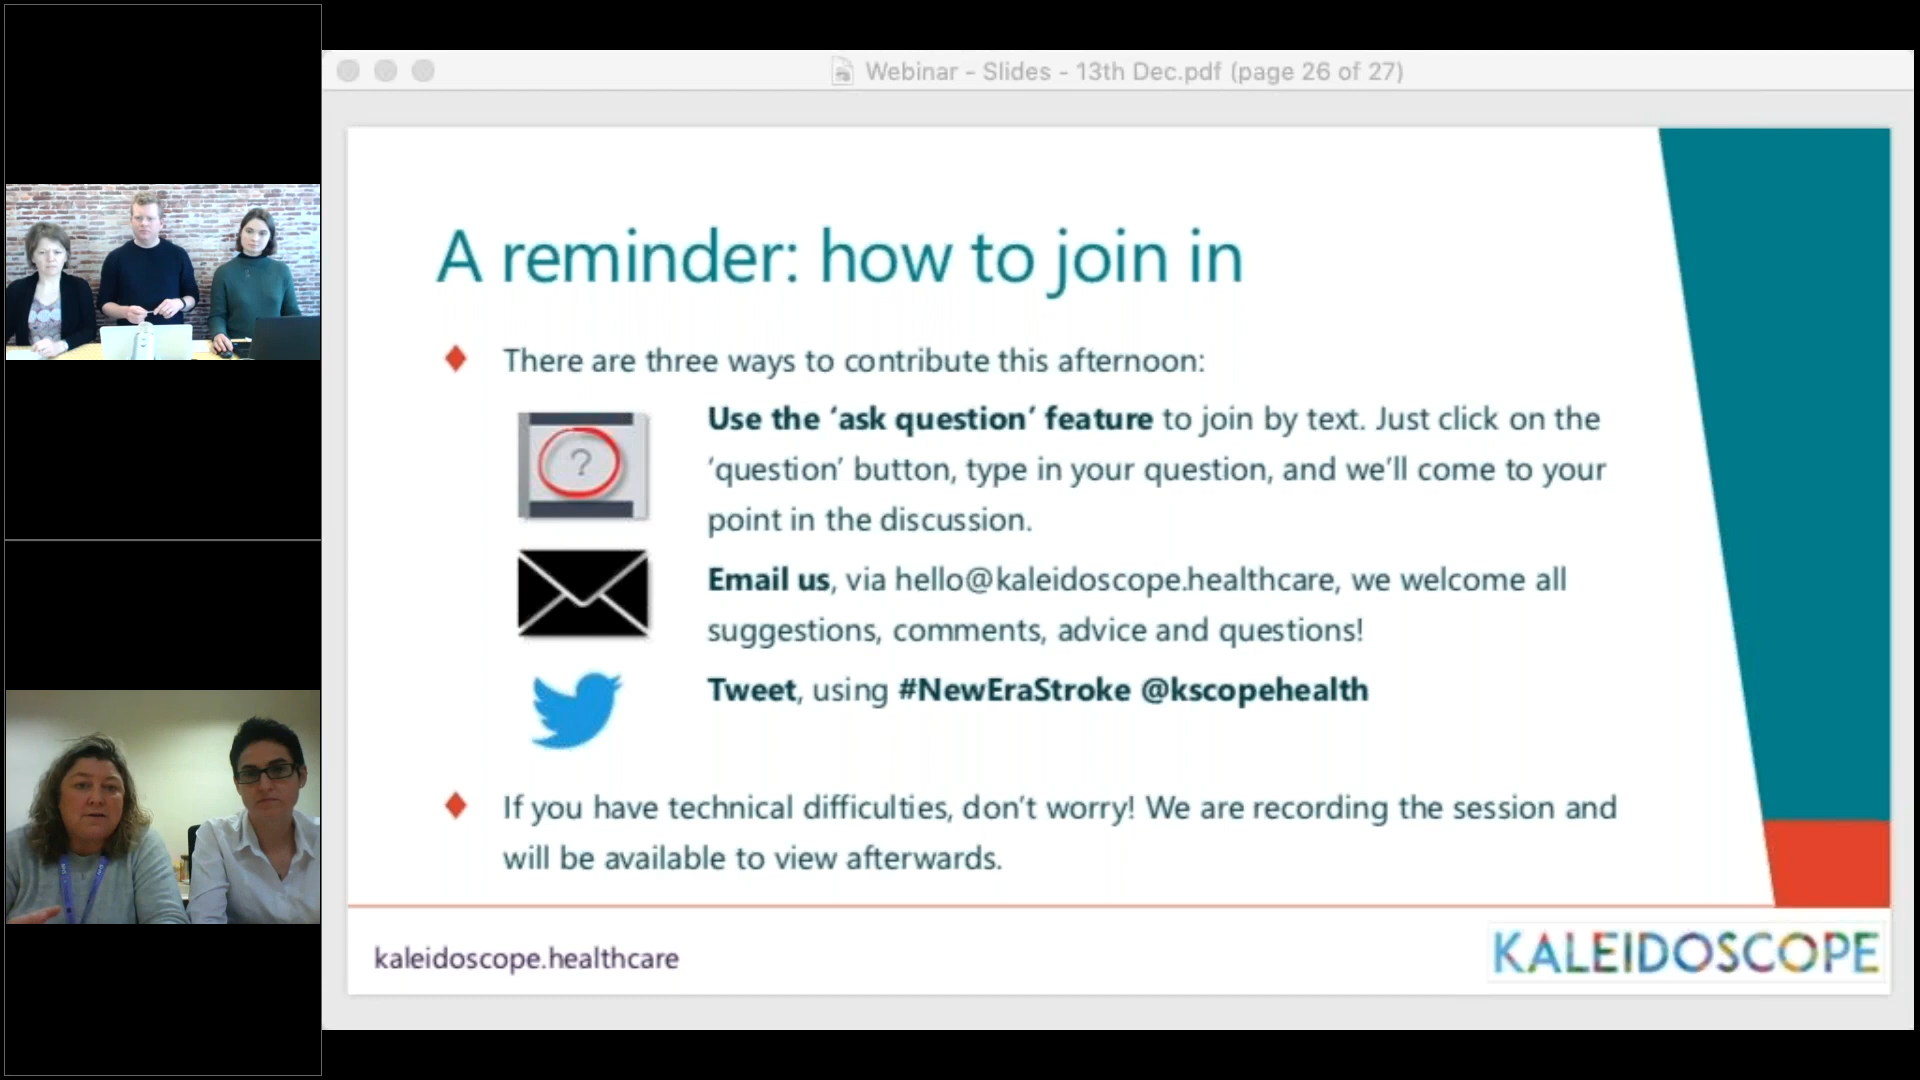 Webinar - Slides - 13th Dec.pdf (page 26 of 27)
A reminder: how to join in
There are three ways to contribute this afternoon:
?
Use the ‘ask question’ feature to join by text. Just click on the
‘question’ button, type in your question, and we’ll come to your
point in the discussion.
Email us, via hello@kaleidoscope.healthcare, we welcome all
suggestions, comments, advice and questions!
Tweet, using #NewEraStroke @kscopehealth
If you have technical difficulties, don’t worry! We are recording the session and
will be available to view afterwards.
kaleidoscope.healthcare
KALEIDOSCOPE